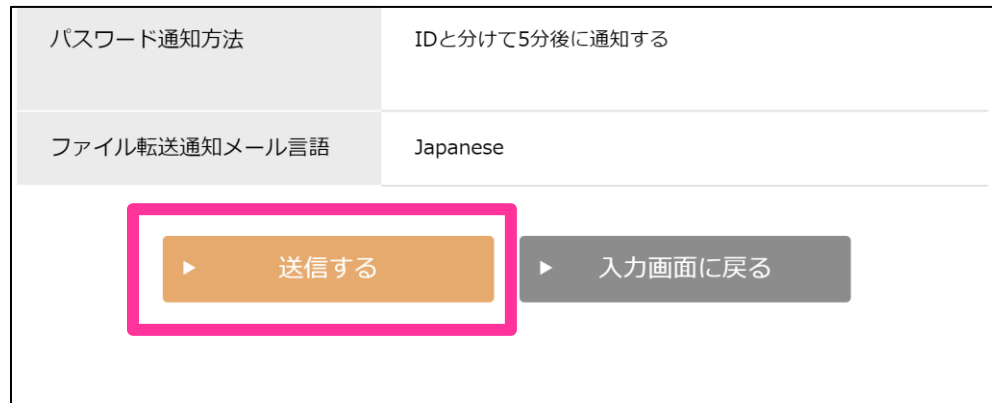 パスワード通知方法
IDと分けて5分後に通知する
ファイル転送通知メール言語
Japanese
送信する
入力画面に戻る